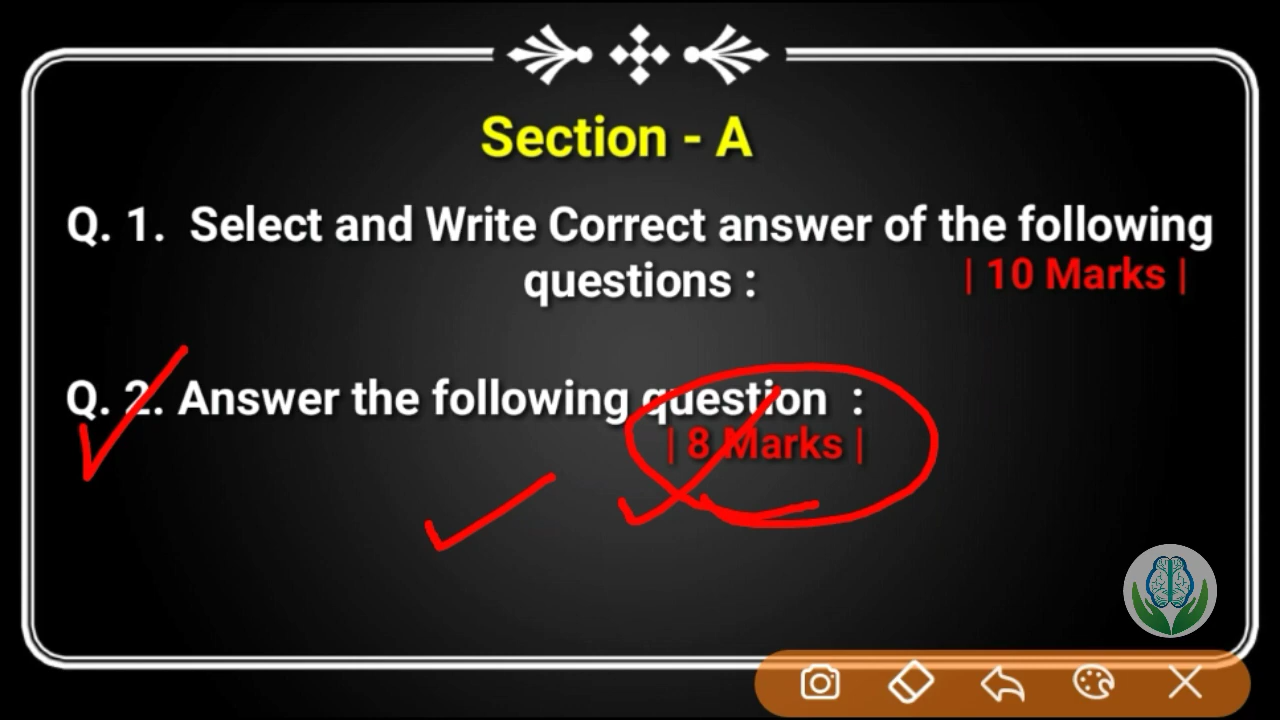 Section - A
Q. 1. Select and Write Correct answer of the following
questions :
| 10 Marks |
Q. 2. Answer the following question :
| 8 Marks |